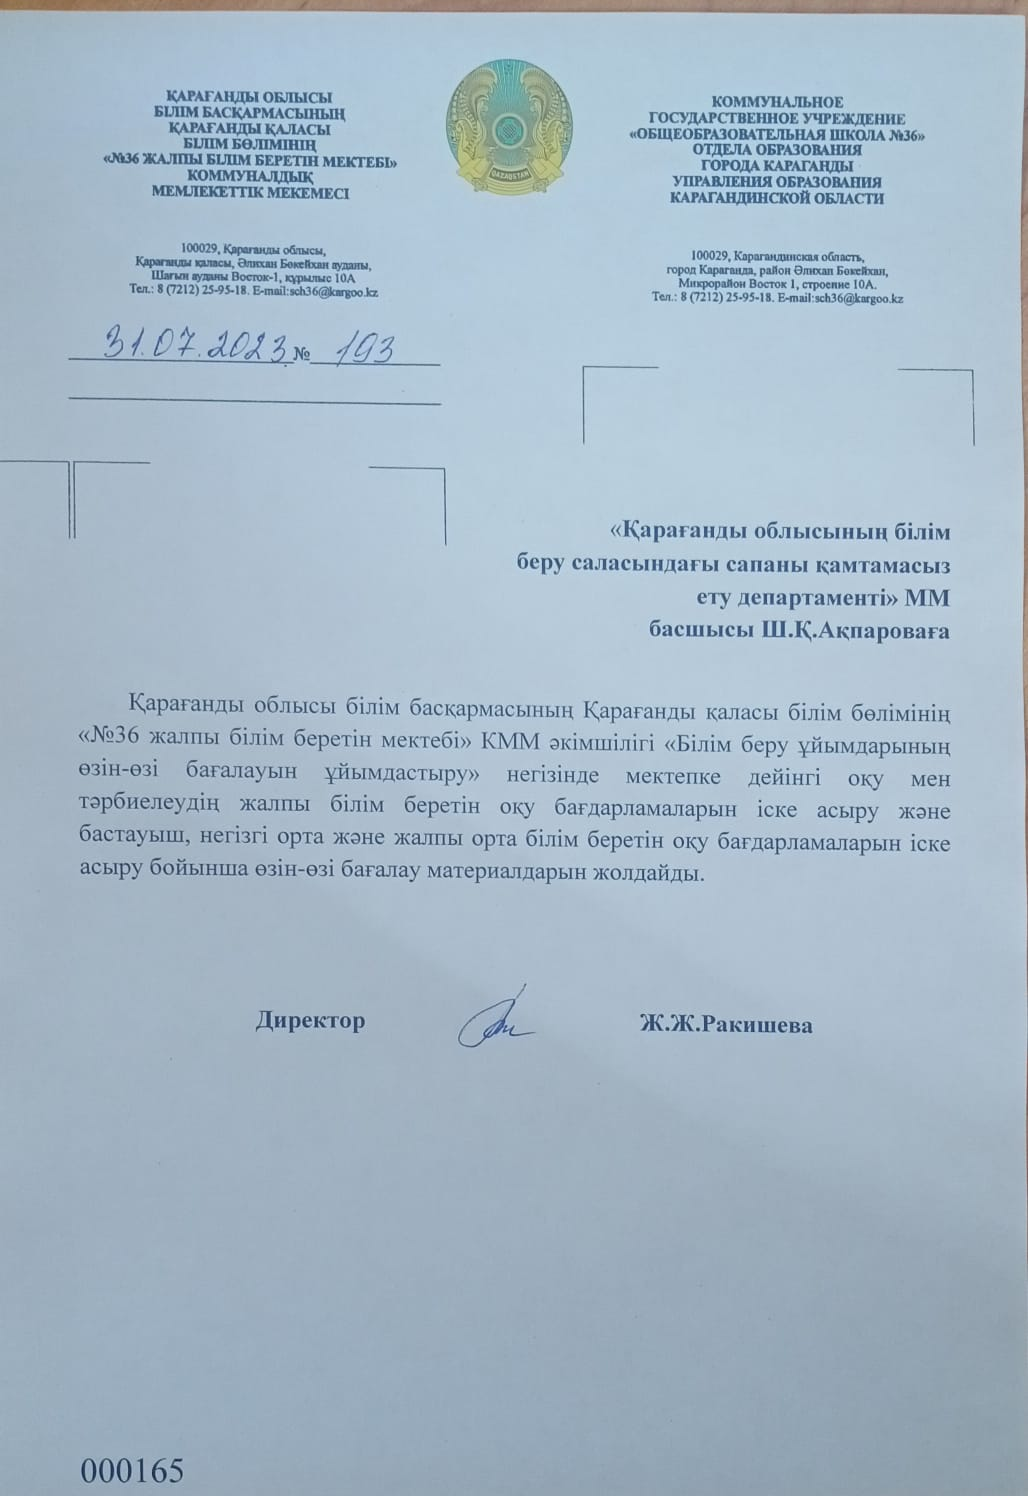 ҚАРАҒАНДЫ ОБЛЫСЫ
БІЛІМ БАСҚАРМАСЫНЫҢ
ҚАРАҒАНДЫ ҚАЛАСЫ
БІЛІМ БӨЛІМІНІҢ
«№36 ЖАЛПЫ БІЛІМ БЕРЕТІН МЕКТЕБІ»
КОММУНАЛДЫҚ
МЕМЛЕКЕТТІК МЕКЕМЕСІ
100029, Қарағанды облысы,
Қарағанды қаласы, Әлихан Бөкейхан ауданы,
Шағын ауданы Восток-1, құрылыс 10А
Тел.: 8 (7212) 25-95-18. E-mail:sch36@kargoo.kz
QAZAQSTAN
КОММУНАЛЬНОЕ
ГОСУДАРСТВЕННОЕ УЧРЕЖДЕНИЕ
«ОБЩЕОБРАЗОВАТЕЛЬНАЯ ШКОЛА №36»
ОТДЕЛА ОБРАЗОВАНИЯ
ГОРОДА КАРАГАНДЫ
УПРАВЛЕНИЯ ОБРАЗОВАНИЯ
КАРАГАНДИНСКОЙ ОБЛАСТИ
100029, Карагандинская область,
город Караганда, район Әлихан Бөкейхан,
Микрорайон Восток 1, строение 10А.
Тел.: 8 (7212) 25-95-18. E-mail:sch36@kargoo.kz
31.07.2023 № 193
«Қарағанды облысының білім
беру саласындағы сапаны қамтамасыз
ету департаменті» ММ
басшысы Ш.Қ.Ақпароваға
Қарағанды облысы білім басқармасының Қарағанды қаласы білім бөлімінің
«№36 жалпы білім беретін мектебі» КММ әкімшілігі «Білім беру ұйымдарының
өзін-өзі бағалауын ұйымдастыру» негізінде мектепке дейінгі оқу мен
тәрбиелеудің жалпы білім беретін оқу бағдарламаларын іске асыру және
бастауыш, негізгі орта және жалпы орта білім беретін оқу бағдарламаларын іске
асыру бойынша өзін-өзі бағалау материалдарын жолдайды.
Директор Ж.Ж.Ракишева
000165